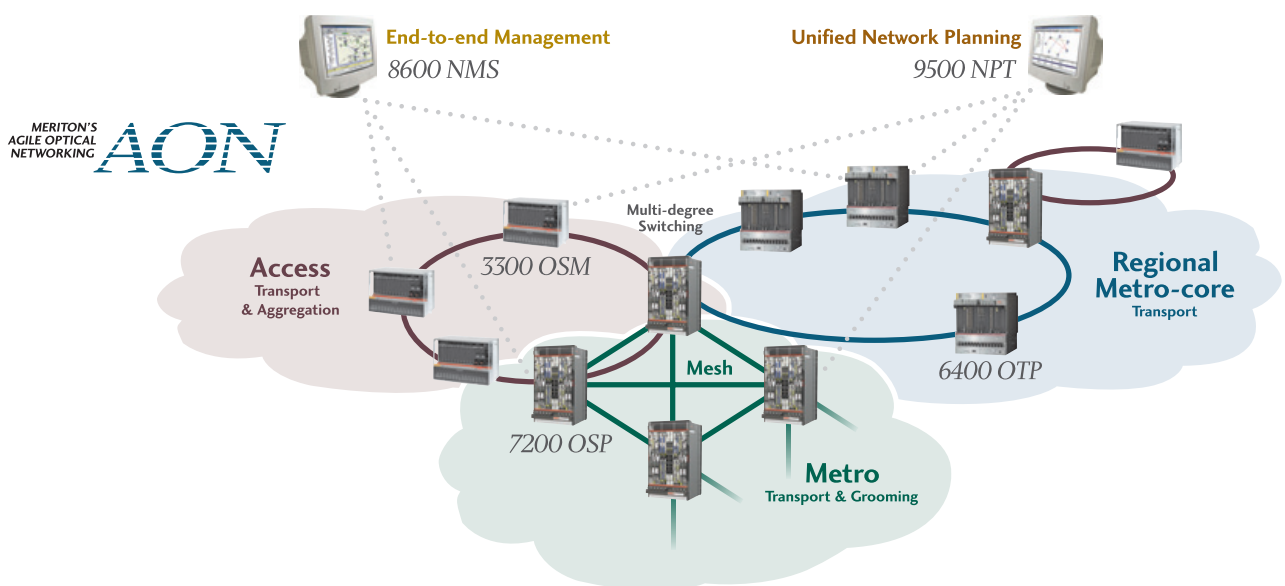 End-to-end Management
8600 NMS
Unified Network Planning
9500 NPT
MERITON'S
AGILE OPTICAL
NETWORKING
AON
Multi-degree
Switching
3300 OSM
Access
Transport
& Aggregation
Regional
Metro-core
Transport
6400 OTP
Mesh
7200 OSP
Metro
Transport & Grooming